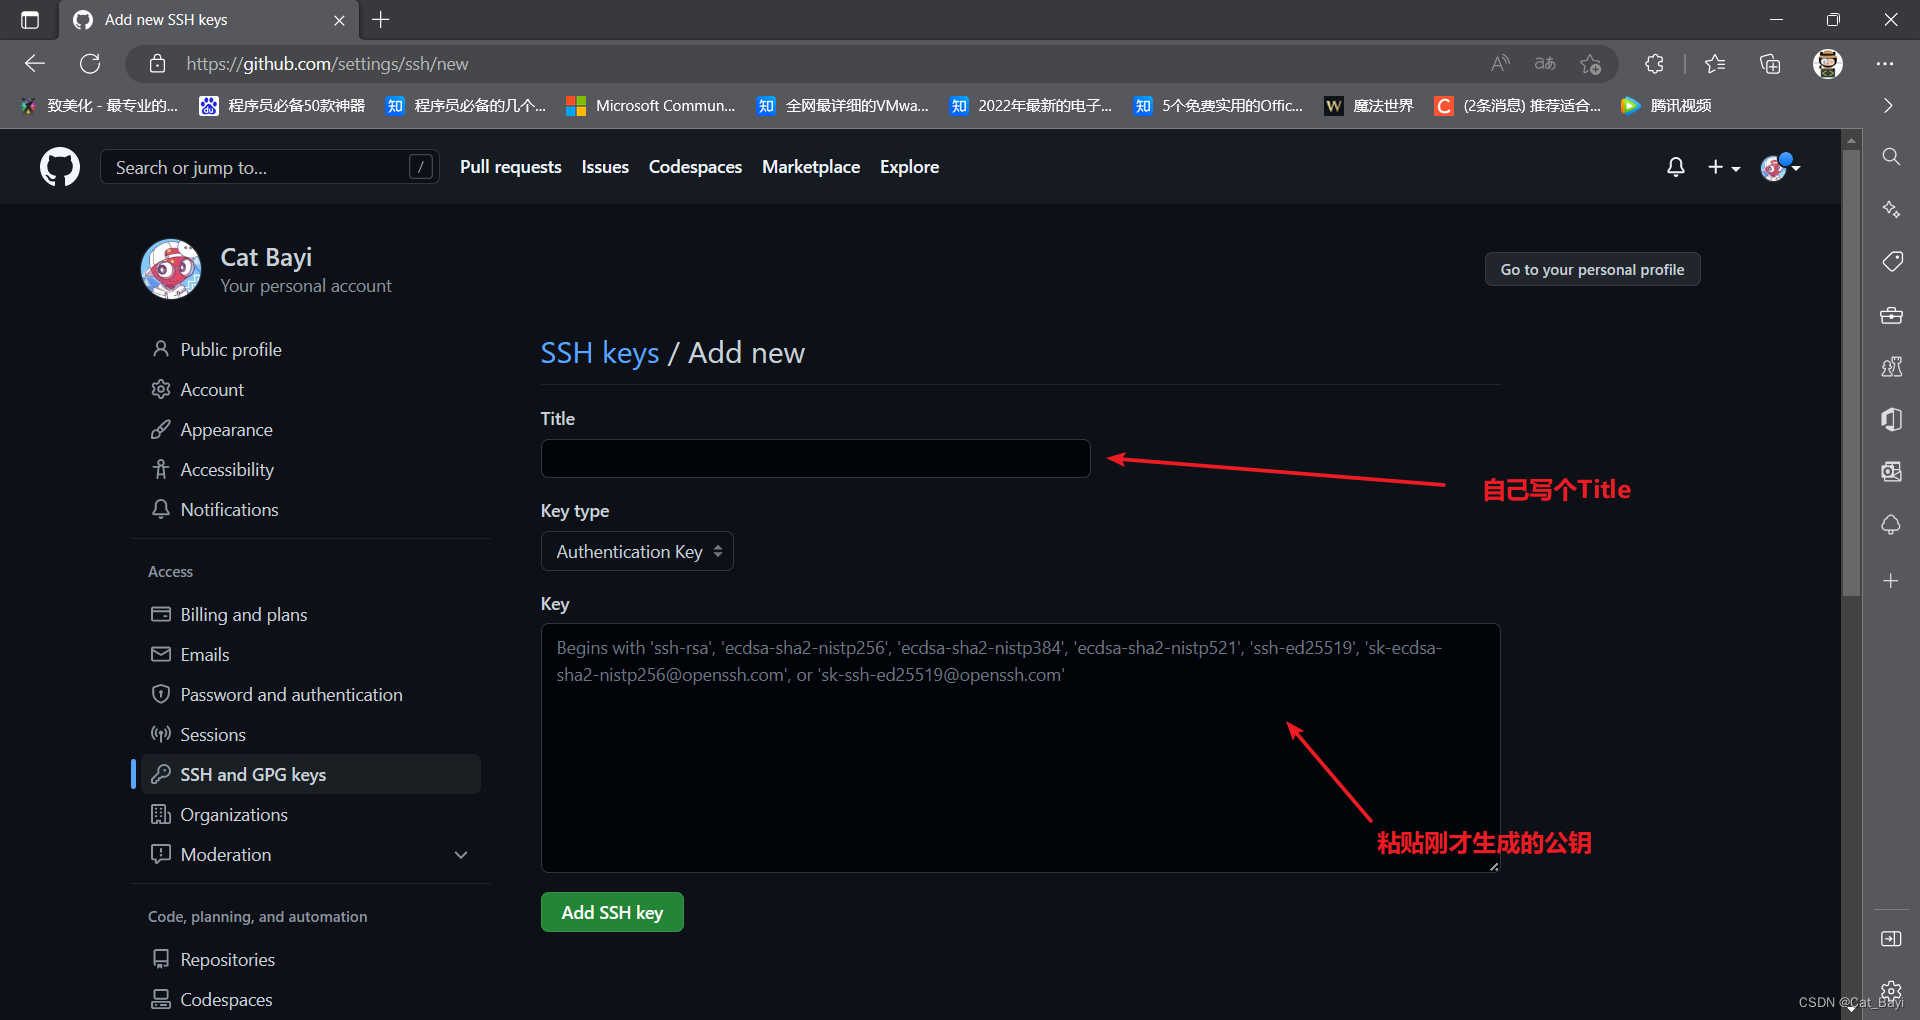 Add new SSH keys
https://github.com/settings/ssh/new
致美化 - 最专业的...
程序员必备50款神器
知 程序员必备的几个...
Microsoft Commun...
知 全网最详细的VMwa...
知 2022年最新的电子...
知 5个免费实用的Offic...
W 魔法世界
C (2条消息) 推荐适合...
腾讯视频
Search or jump to...
/
Pull requests
Issues
Codespaces
Marketplace
Explore
Cat Bayi
Your personal account
Go to your personal profile
Public profile
Account
Appearance
Accessibility
Notifications
Access
Billing and plans
Emails
Password and authentication
Sessions
SSH and GPG keys
Organizations
Moderation
Code, planning, and automation
Repositories
Codespaces
SSH keys / Add new
Title
自己写个Title
Key type
Authentication Key
Key
Begins with 'ssh-rsa', 'ecdsa-sha2-nistp256', 'ecdsa-sha2-nistp384', 'ecdsa-sha2-nistp521', 'ssh-ed25519', 'sk-ecdsa-
sha2-nistp256@openssh.com', or 'sk-ssh-ed25519@openssh.com'
粘贴刚才生成的公钥
Add SSH key
CSDN @Cat_Bayi